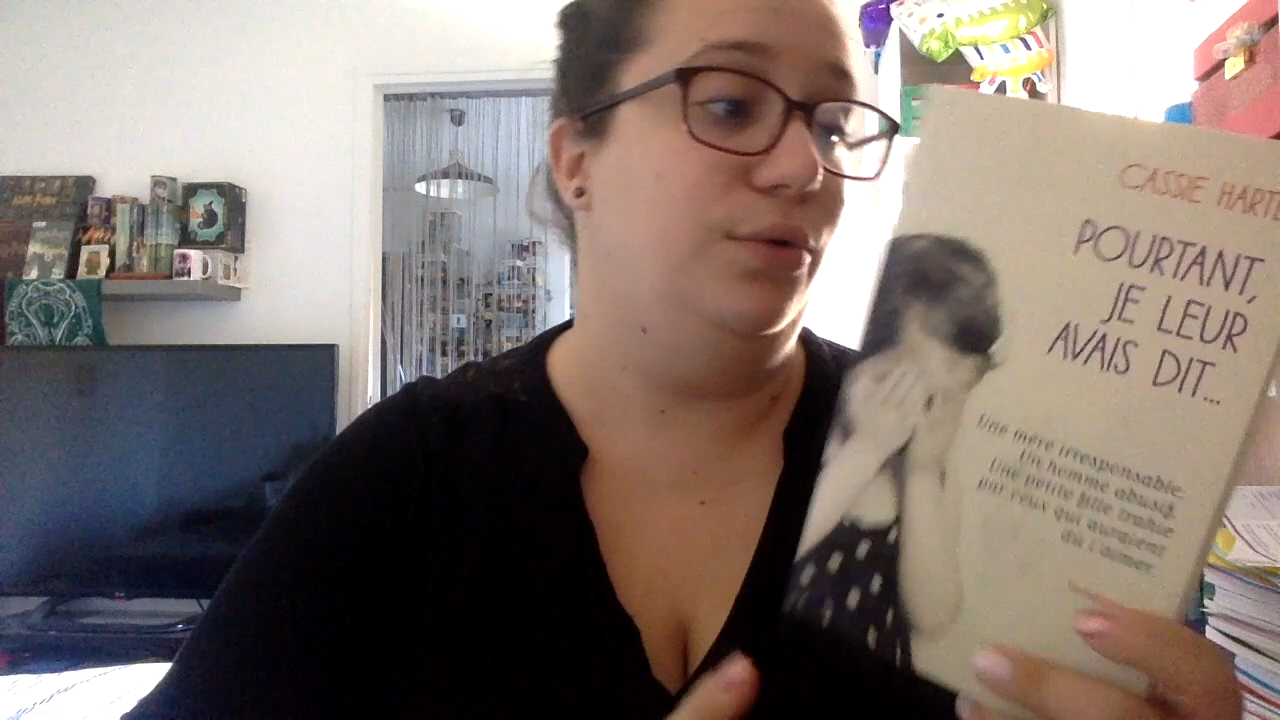 CASSIE HARTE
POURTANT,
JE LEUR
AVAIS DIT...
Une mère irresponsable.
Un homme abusif.
Une petite fille trahie
par ceux qui auraient
dû l'aimer.